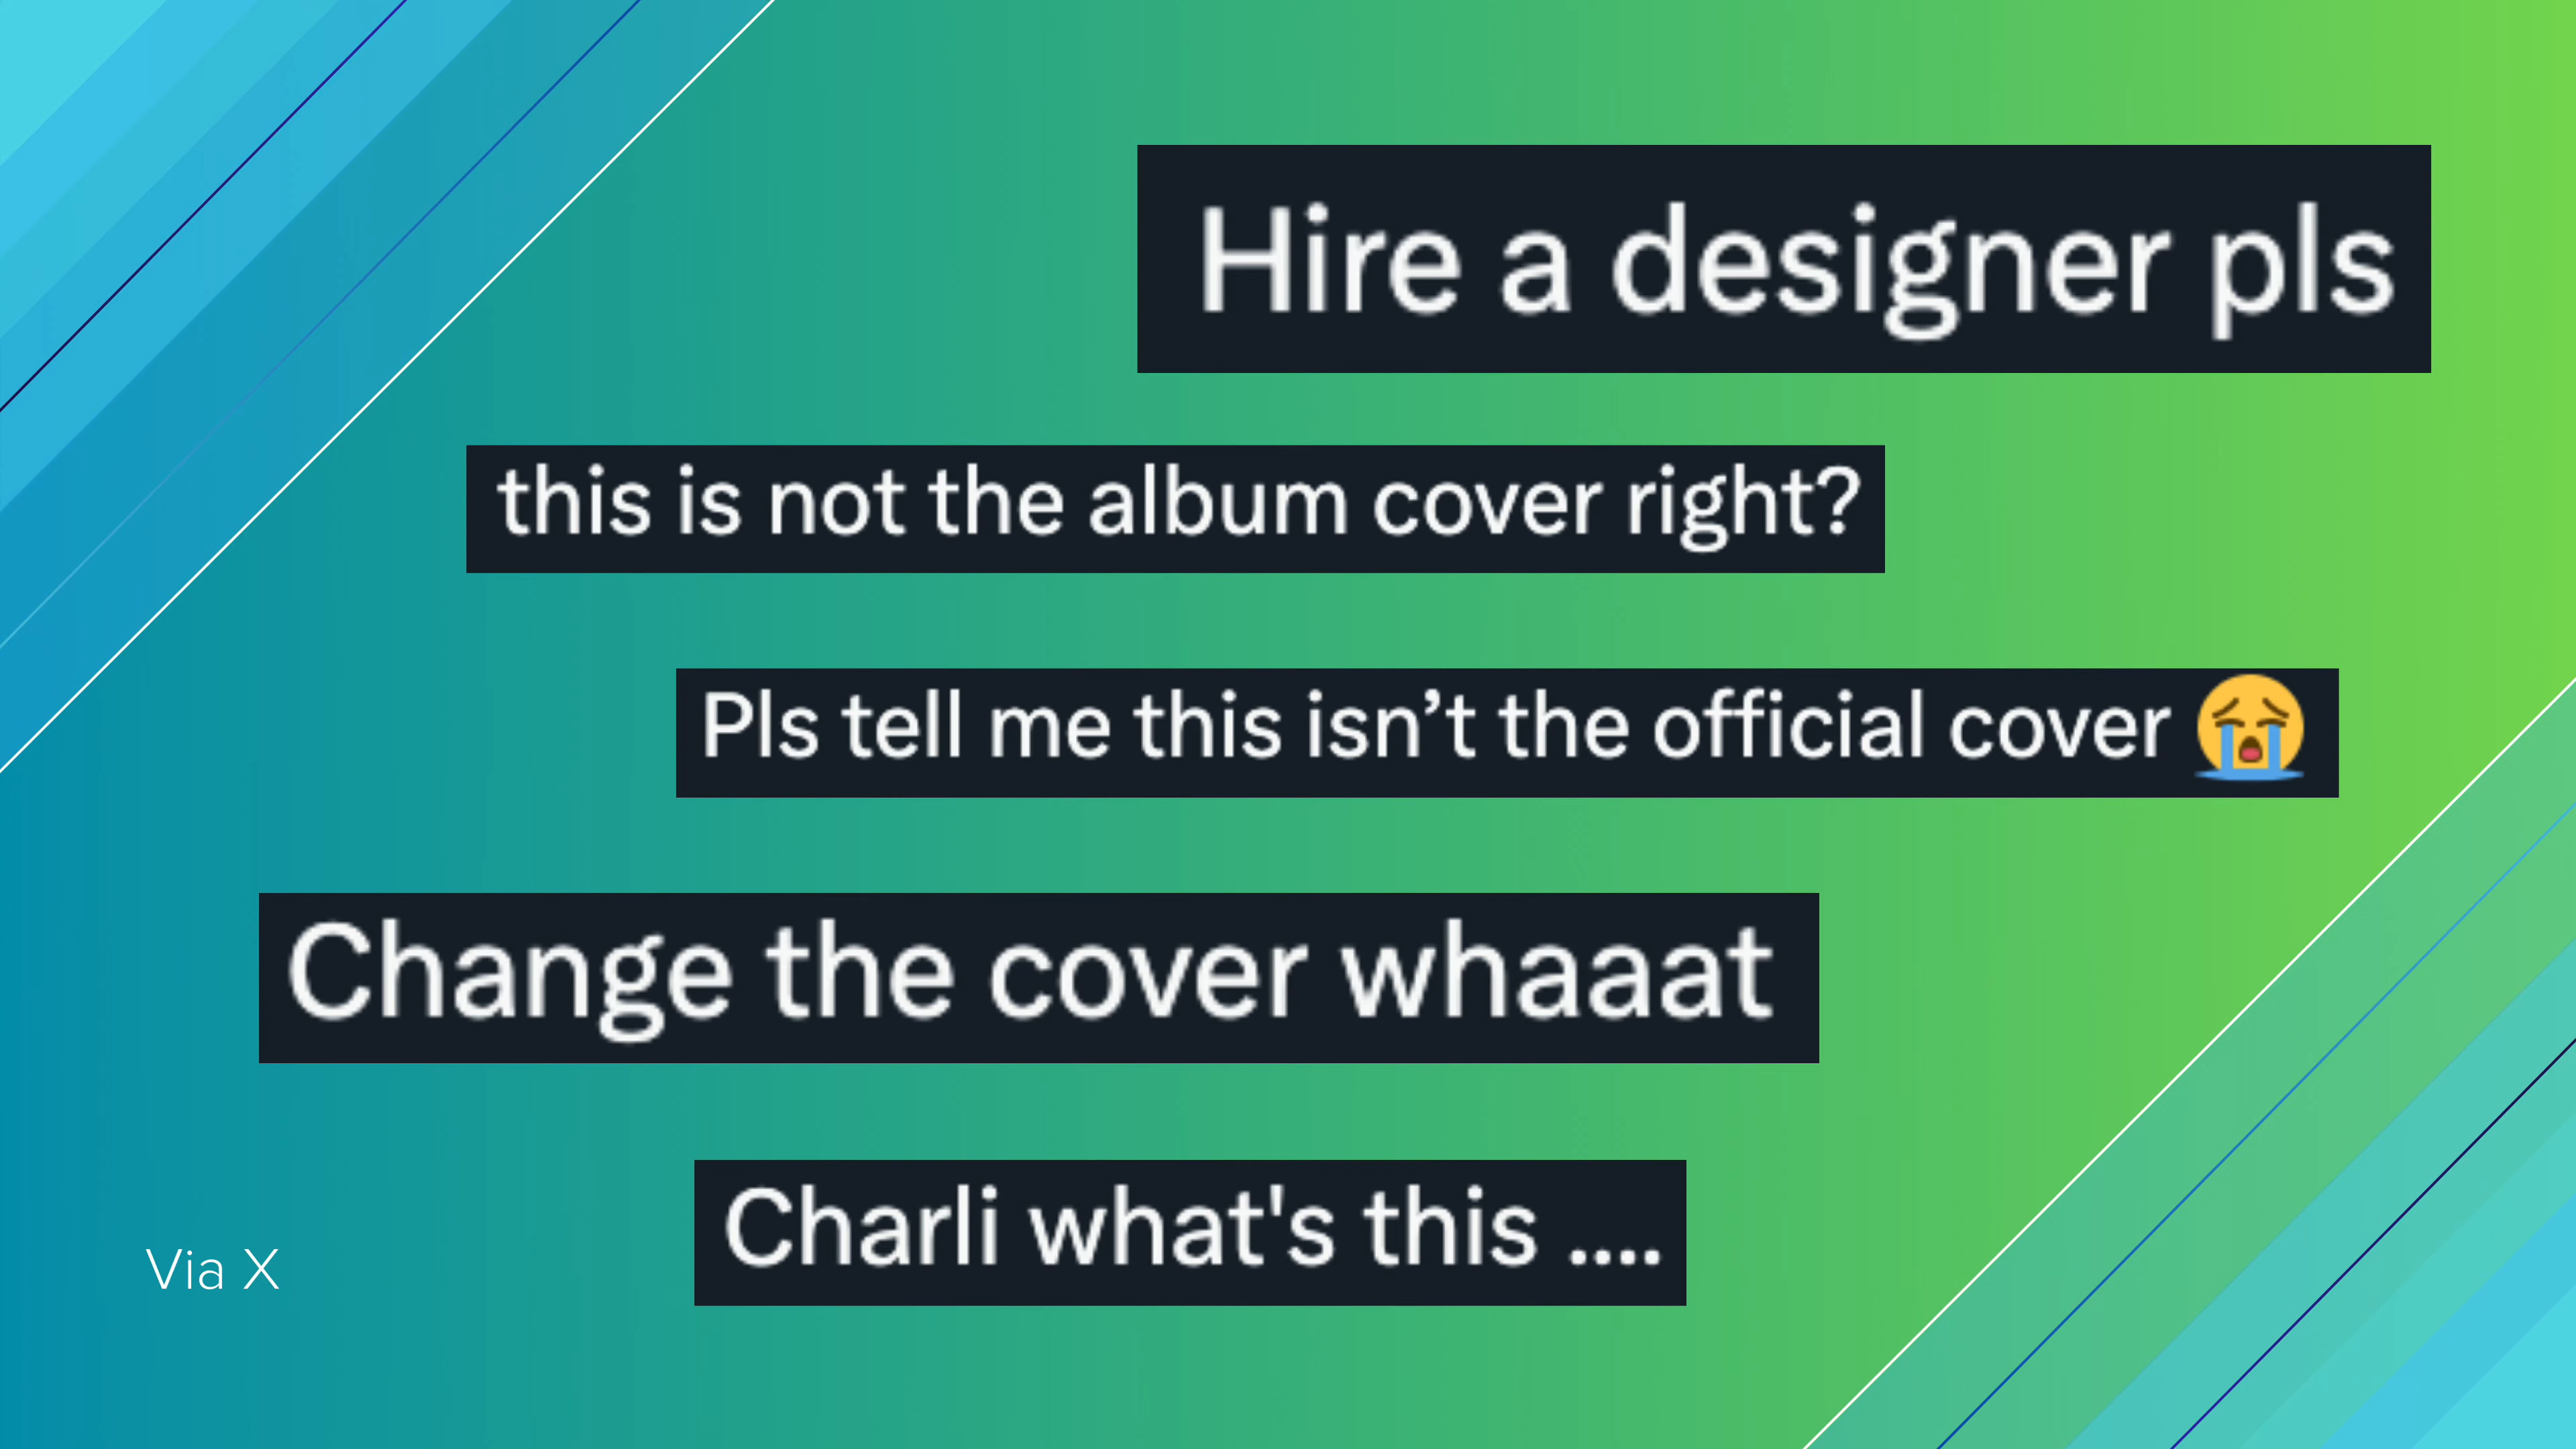 Hire a designer pls
this is not the album cover right?
Pls tell me this isn’t the official cover 😭
Change the cover whaaat
Charli what's this ....
Via X